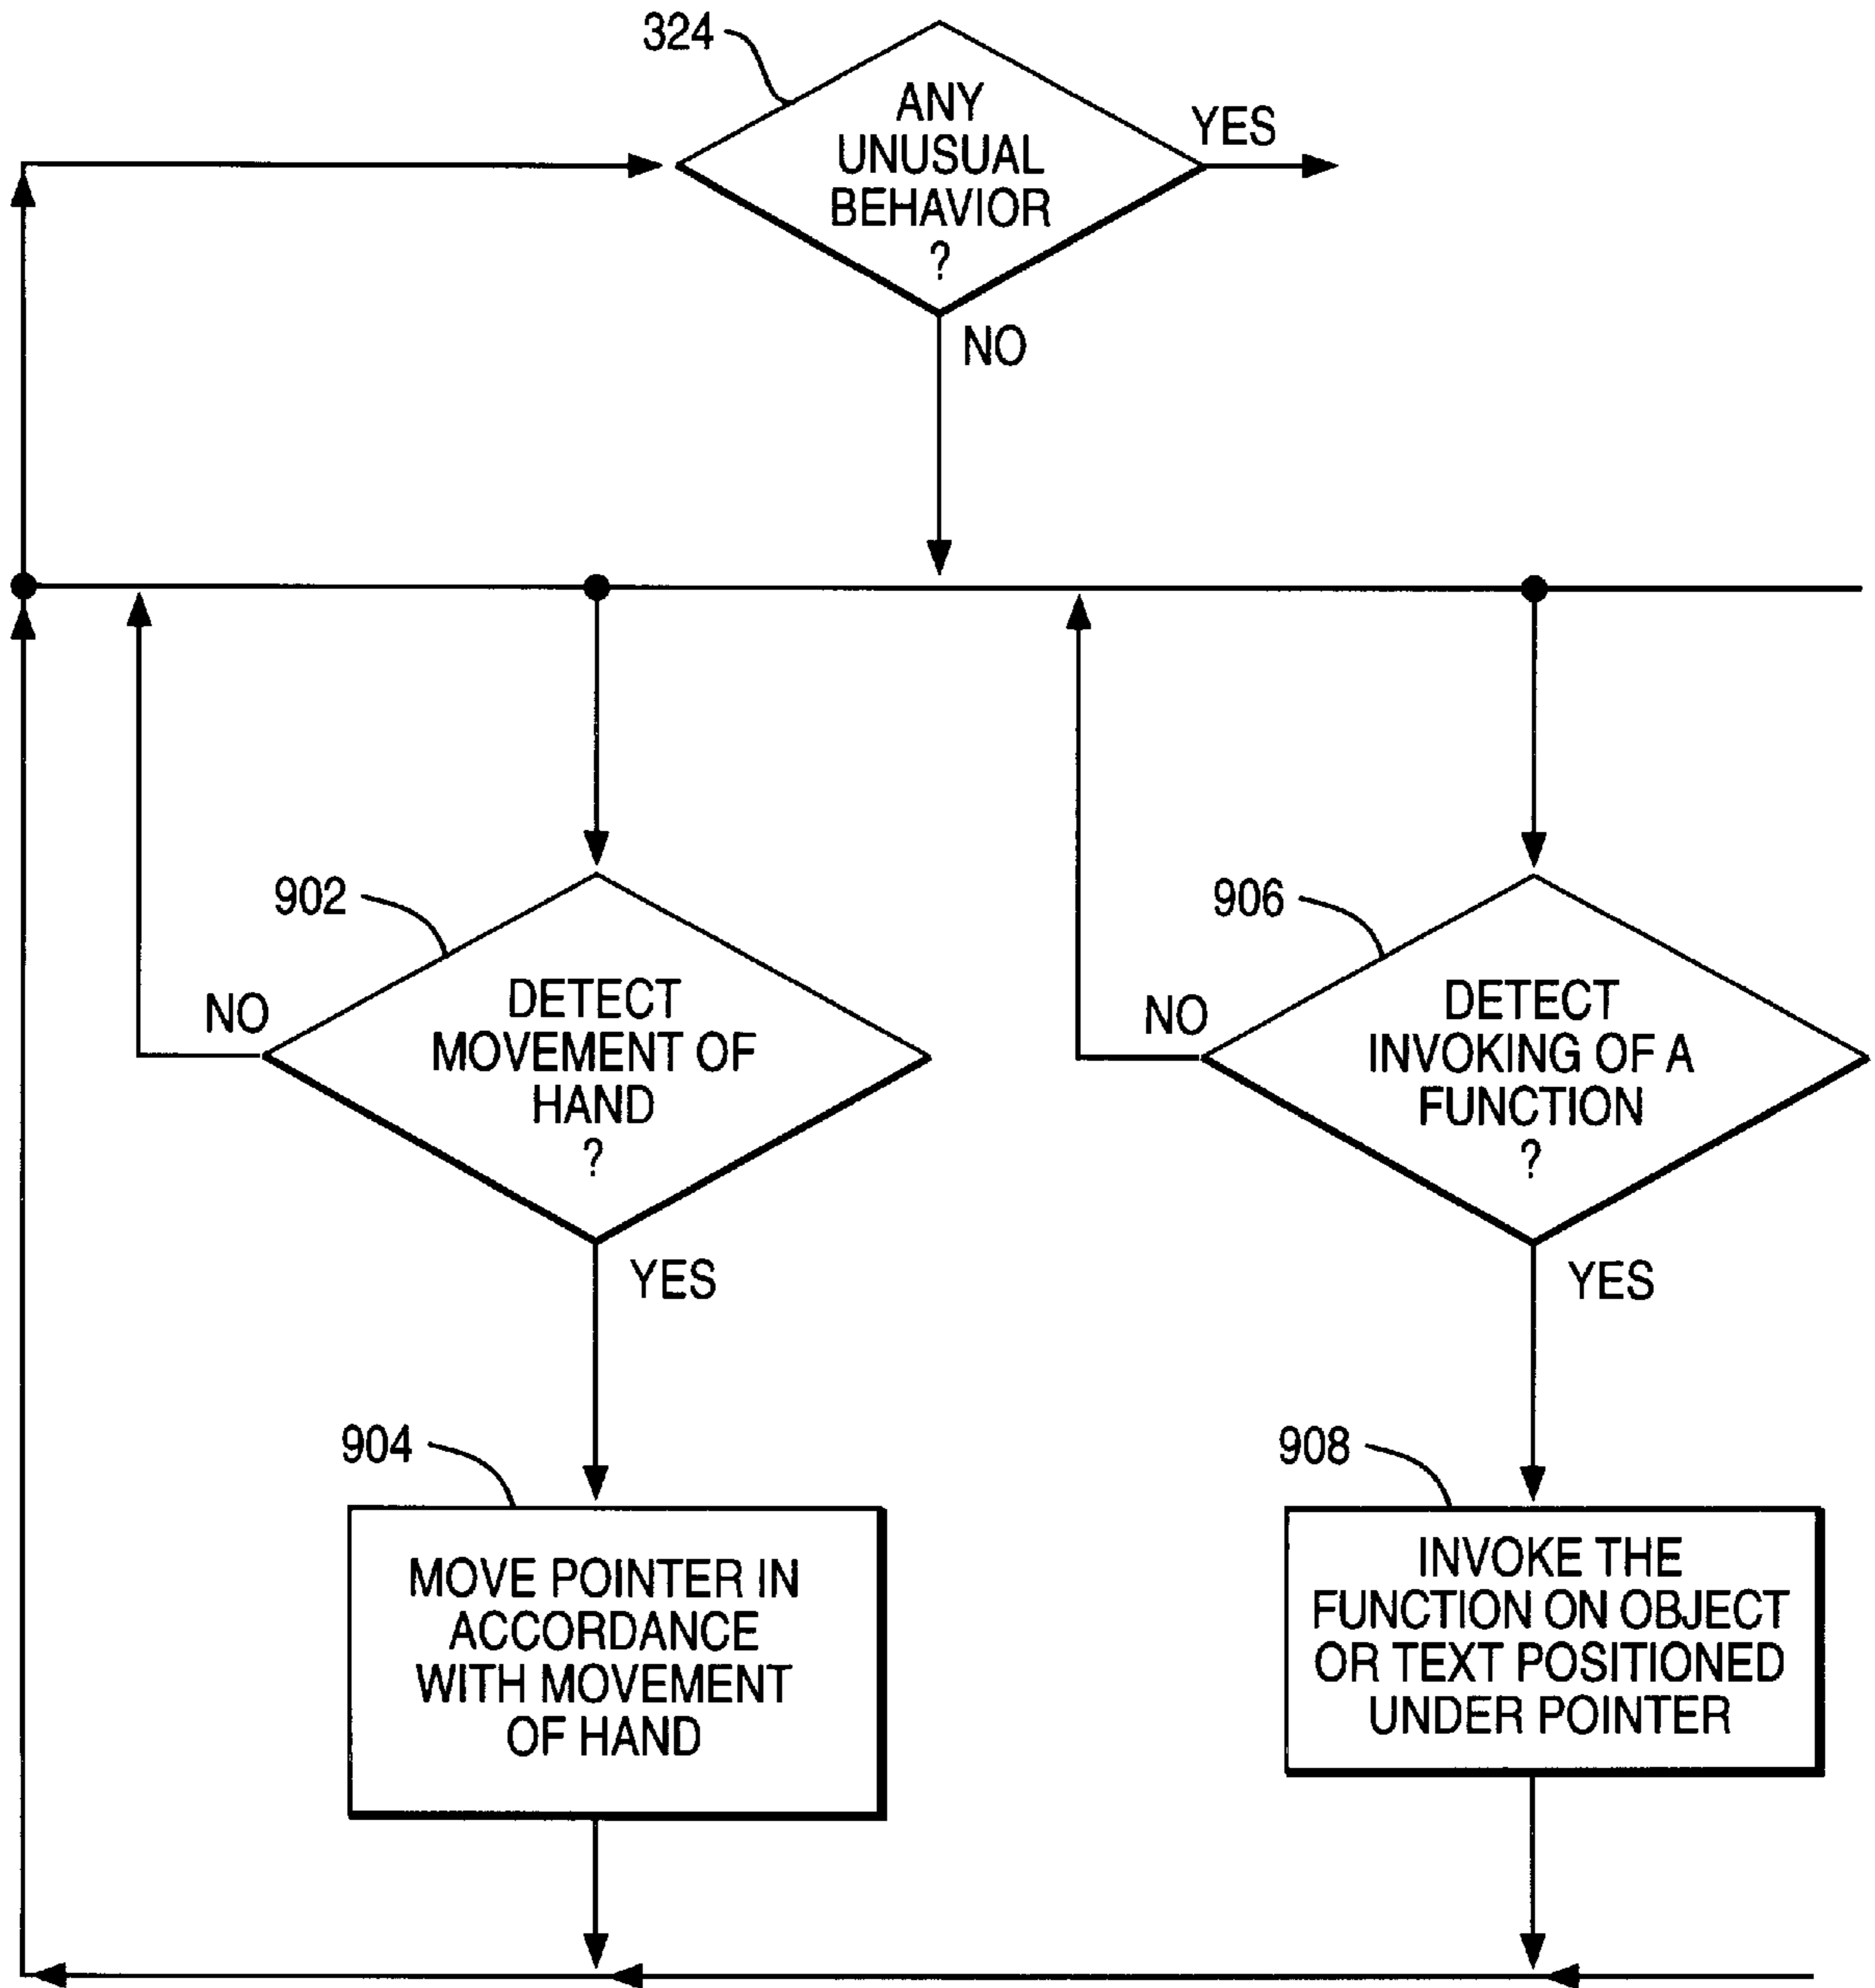 324
ANY
UNUSUAL
BEHAVIOR
?
YES
NO
902
DETECT
MOVEMENT OF
HAND
?
NO
YES
906
DETECT
INVOKING OF A
FUNCTION
?
NO
YES
904
MOVE POINTER IN
ACCORDANCE
WITH MOVEMENT
OF HAND
908
INVOKE THE
FUNCTION ON OBJECT
OR TEXT POSITIONED
UNDER POINTER